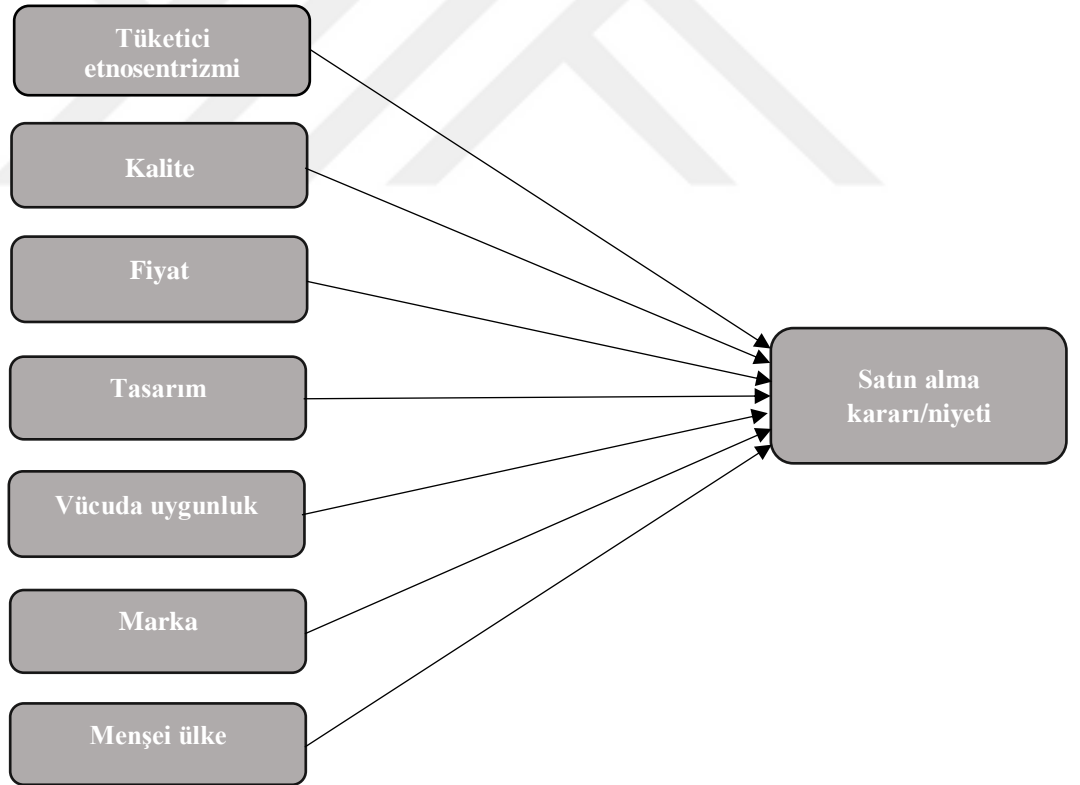 Tüketici
etnosentrizmi
Kalite
Fiyat
Tasarım
Vücuda uygunluk
Marka
Menşei ülke
Satın alma
kararı/niyeti